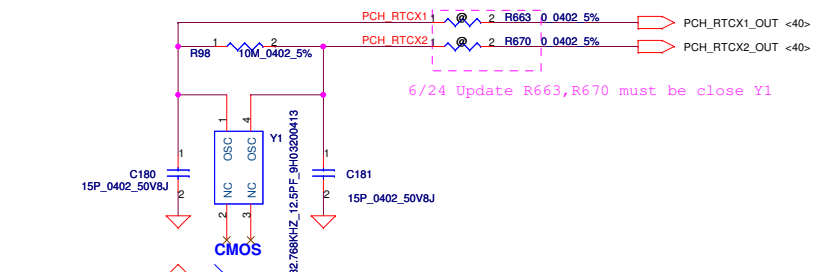 PCH_RTCX1 1 @ 2 R663 0_0402_5% PCH_RTCX1_OUT <40>
R98 1 2 10M_0402_5% PCH_RTCX2 1 @ 2 R670 0_0402_5% PCH_RTCX2_OUT <40>
6/24 Update R663,R670 must be close Y1
1 4
OSC OSC Y1
NC NC
2 3
32.768KHZ_12.5PF_9H03200413
C180 1 2
15P_0402_50V8J
C181 1 2
15P_0402_50V8J
CMOS